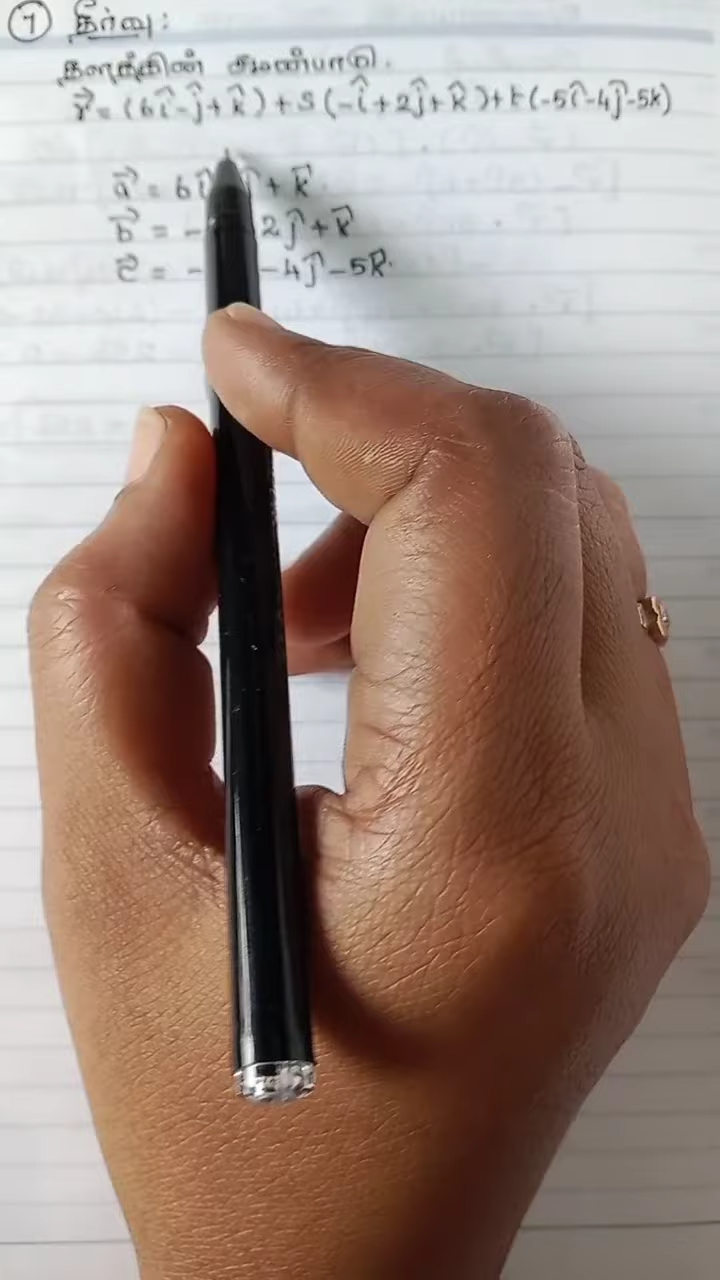 ⑦ தீர்வு:
தளத்தின் சமன்பாடு.
r⃗ = (6î - ĵ + k̂) + s(-î + 2ĵ + k̂) + t(-5î - 4ĵ - 5k)
a⃗ = 6î + k⃗.
b⃗ = - 2ĵ + k⃗
c⃗ = - -4ĵ - 5k⃗.